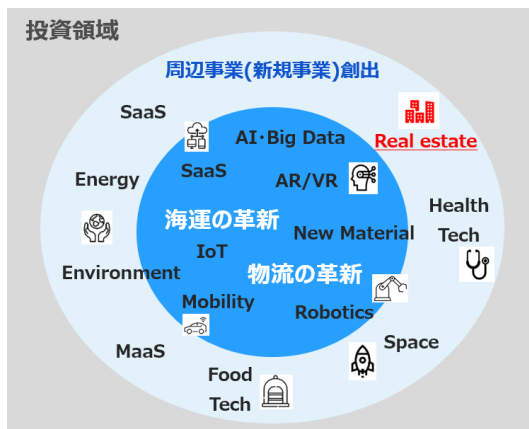 投資領域
周辺事業(新規事業)創出
SaaS
AI･Big Data
Real estate
SaaS
AR/VR
Energy
Health
Tech
海運の革新
New Material
IoT
Environment
物流の革新
Mobility
Robotics
MaaS
Space
Food
Tech